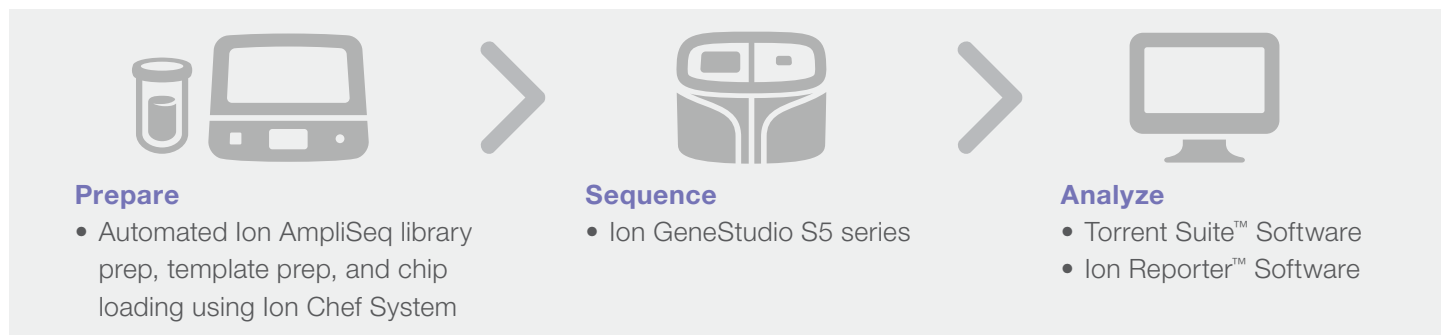 Prepare
• Automated Ion AmpliSeq library
prep, template prep, and chip
loading using Ion Chef System
Sequence
• Ion GeneStudio S5 series
Analyze
• Torrent Suite™ Software
• Ion Reporter™ Software